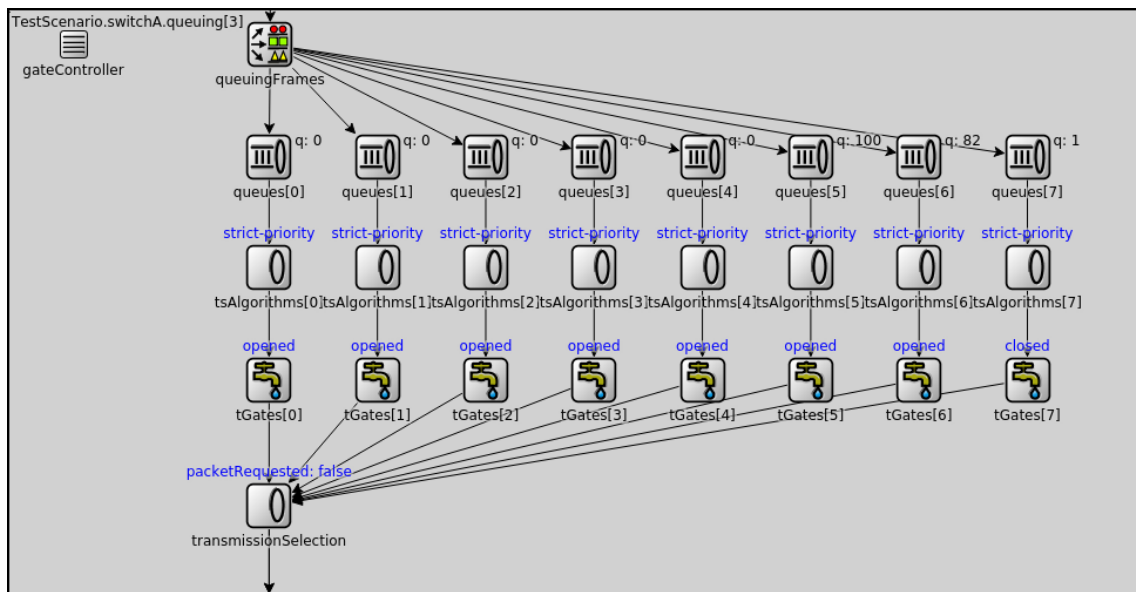 TestScenario.switchA.queuing[3]
gateController
queuingFrames
q: 0 q: 0 q: 0 q: 0 q: 0 q: 100 q: 82 q: 1
queues[0] queues[1] queues[2] queues[3] queues[4] queues[5] queues[6] queues[7]
strict-priority strict-priority strict-priority strict-priority strict-priority strict-priority strict-priority strict-priority
tsAlgorithms[0] tsAlgorithms[1] tsAlgorithms[2] tsAlgorithms[3] tsAlgorithms[4] tsAlgorithms[5] tsAlgorithms[6] tsAlgorithms[7]
opened opened opened opened opened opened opened closed
tGates[0] tGates[1] tGates[2] tGates[3] tGates[4] tGates[5] tGates[6] tGates[7]
packetRequested: false
transmissionSelection